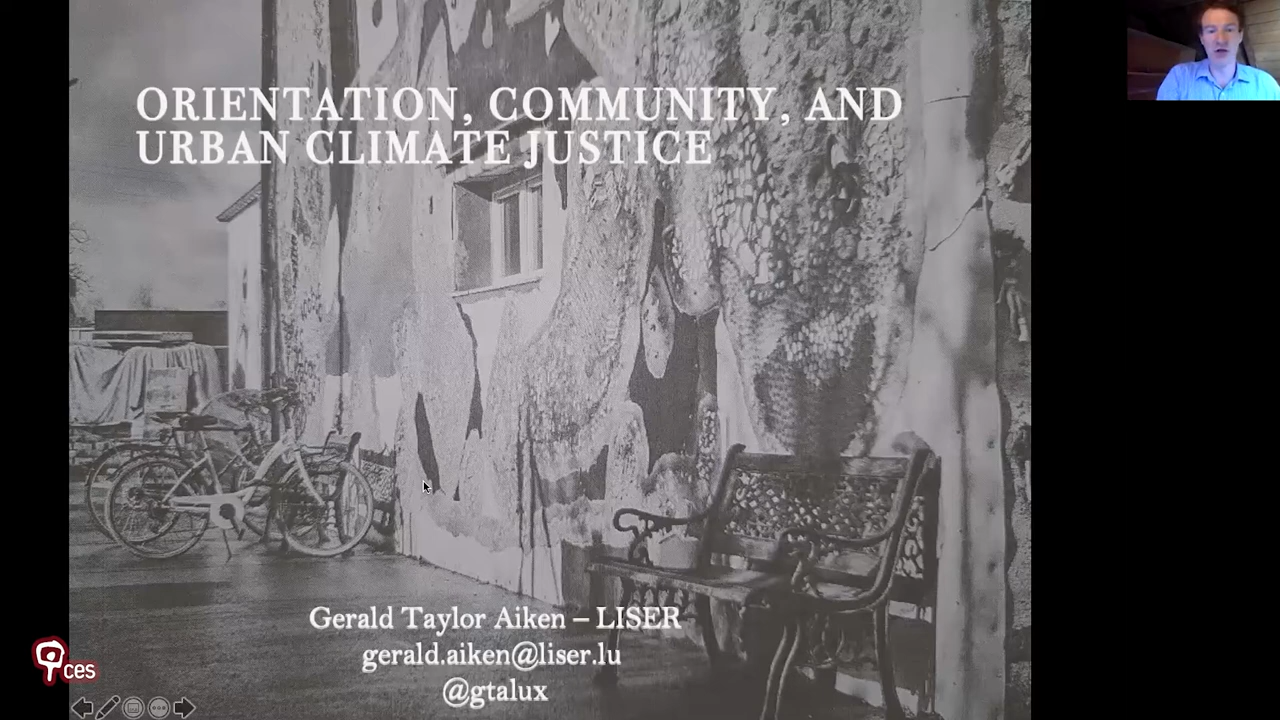 ORIENTATION, COMMUNITY, AND
URBAN CLIMATE JUSTICE
Gerald Taylor Aiken – LISER
gerald.aiken@liser.lu
@gtalux
ces